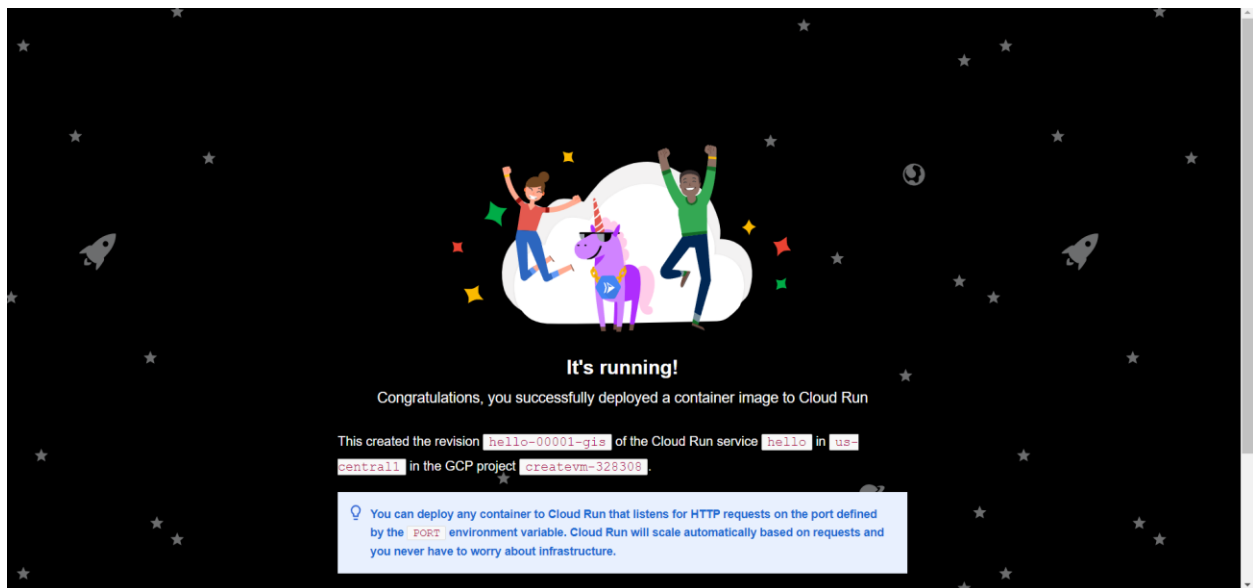 It's running!
Congratulations, you successfully deployed a container image to Cloud Run
This created the revision hello-00001-gis of the Cloud Run service hello in us-
central1 in the GCP project createvm-328308.
You can deploy any container to Cloud Run that listens for HTTP requests on the port defined
by the PORT environment variable. Cloud Run will scale automatically based on requests and
you never have to worry about infrastructure.